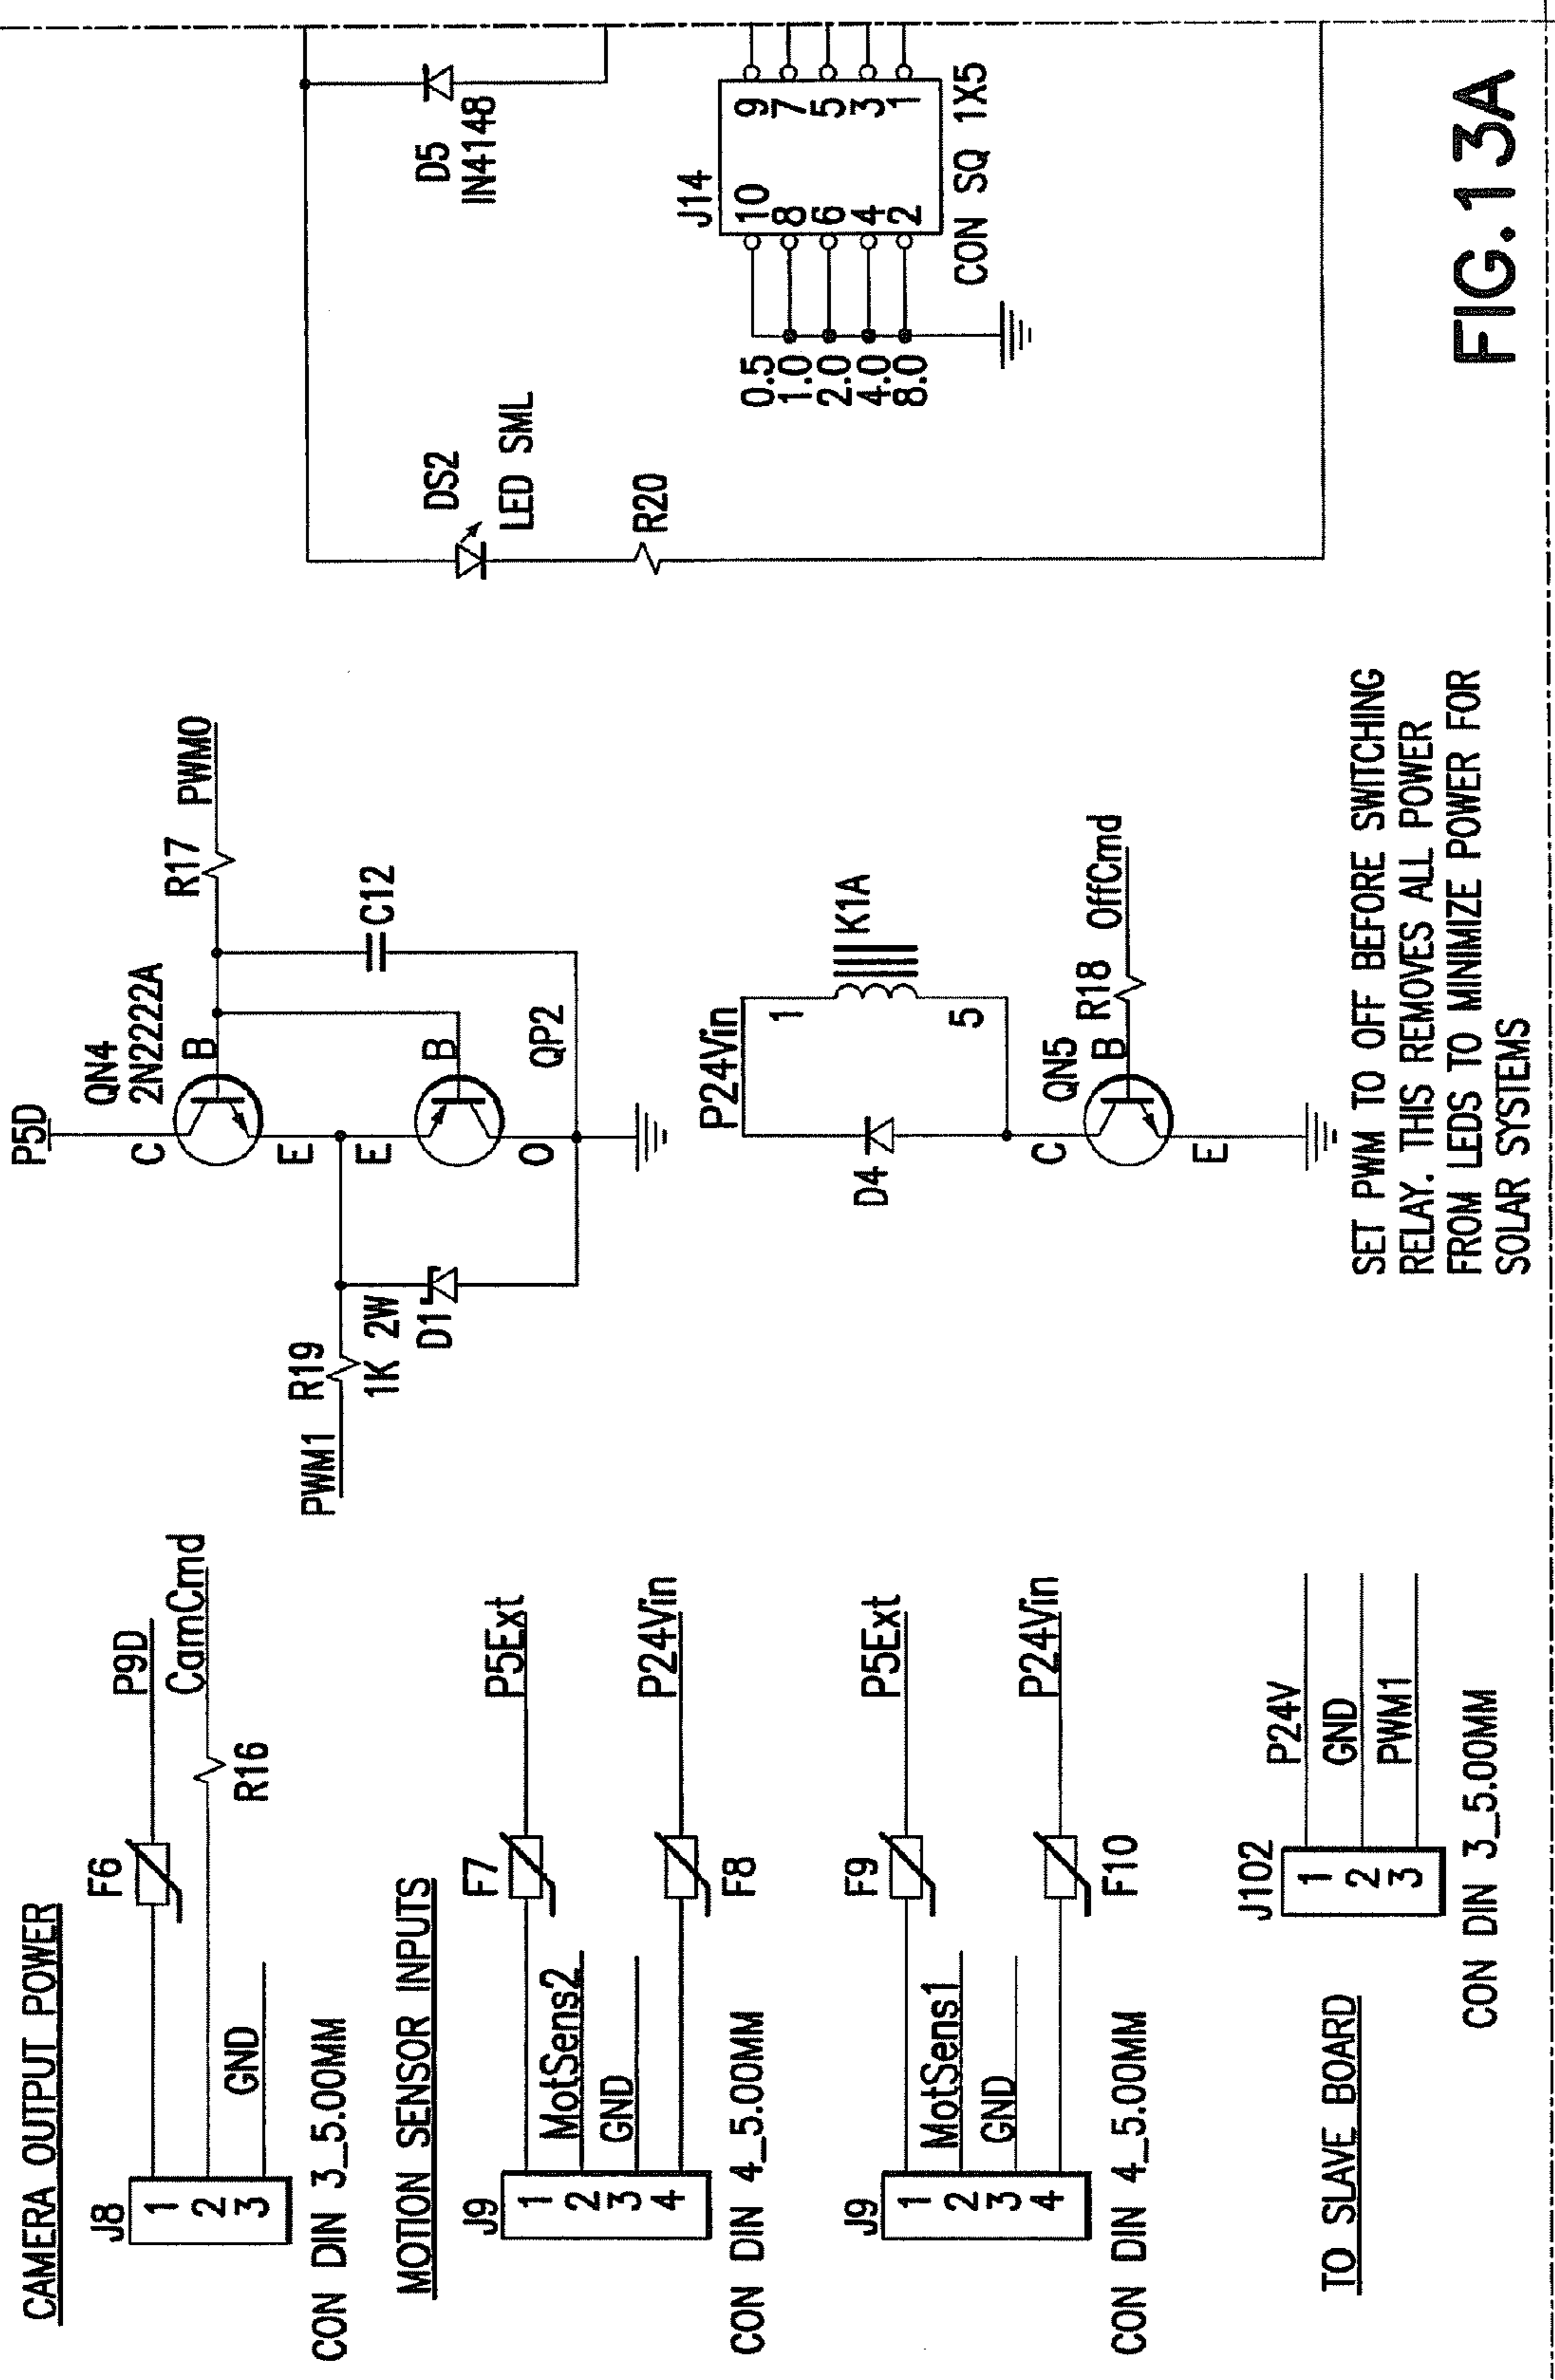 CAMERA OUTPUT POWER
J8
1
2
3
F6
P9D
CamCmd
R16
GND
CON DIN 3_5.00MM
MOTION SENSOR INPUTS
J9
1
2
3
4
F7
P5Ext
MotSens2
GND
P24Vin
F8
CON DIN 4_5.00MM
J9
1
2
3
4
F9
P5Ext
MotSens1
GND
P24Vin
F10
CON DIN 4_5.00MM
TO SLAVE BOARD
J102
1
2
3
P24V
GND
PWM1
CON DIN 3_5.00MM
P5D
QN4
2N2222A
C
B
E
R17
PWM0
C12
E
B
O
QP2
PWM1
R19
1K 2W
D1
P24Vin
1
5
K1A
D4
QN5
C
B
E
R18
OffCmd
SET PWM TO OFF BEFORE SWITCHING
RELAY. THIS REMOVES ALL POWER
FROM LEDS TO MINIMIZE POWER FOR
SOLAR SYSTEMS
DS2
LED SML
R20
D5
IN4148
J14
10 9
8 7
6 5
4 3
2 1
0.5
1.0
2.0
4.0
8.0
CON SQ 1X5
FIG.13A